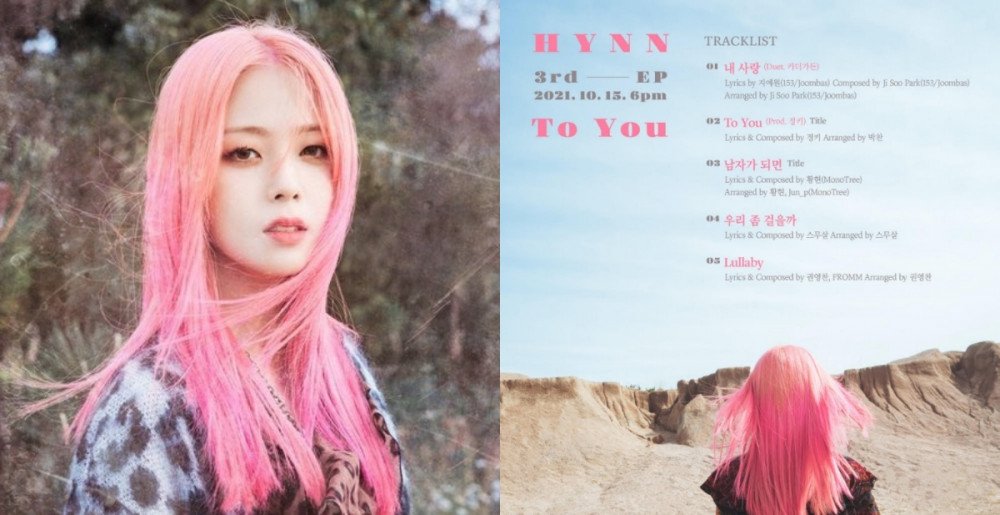 HYNN
3rd — EP
2021. 10. 15. 6pm
To You
TRACKLIST
01 내 사랑 (Duet. 카더가든)
Lyrics by 지예원(153/Joombas) Composed by Ji Soo Park(153/Joombas)
Arranged by Ji Soo Park(153/Joombas)
02 To You (Prod. 정키) Title
Lyrics & Composed by 정키 Arranged by 박찬
03 남자가 되면 Title
Lyrics & Composed by 황현(MonoTree)
Arranged by 황현, Jun_p(MonoTree)
04 우리 좀 걸을까
Lyrics & Composed by 스무살 Arranged by 스무살
05 Lullaby
Lyrics & Composed by 권영찬, FROMM Arranged by 권영찬